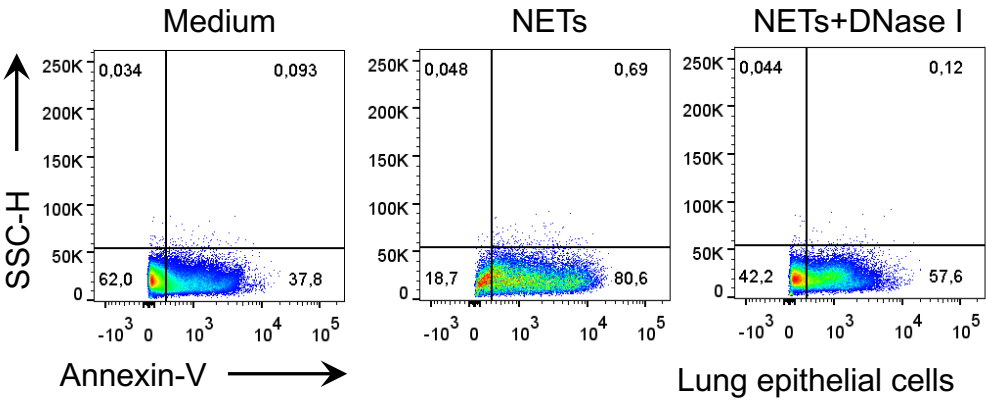 Medium NETs NETs+DNase I
SSC-H
250K
200K
150K
100K
50K
0
0,034 0,093
62,0 37,8
-10³ 0 10³ 10⁴ 10⁵
250K
200K
150K
100K
50K
0
0,048 0,69
18,7 80,6
-10³ 0 10³ 10⁴ 10⁵
250K
200K
150K
100K
50K
0
0,044 0,12
42,2 57,6
-10³ 0 10³ 10⁴ 10⁵
Annexin-V
Lung epithelial cells